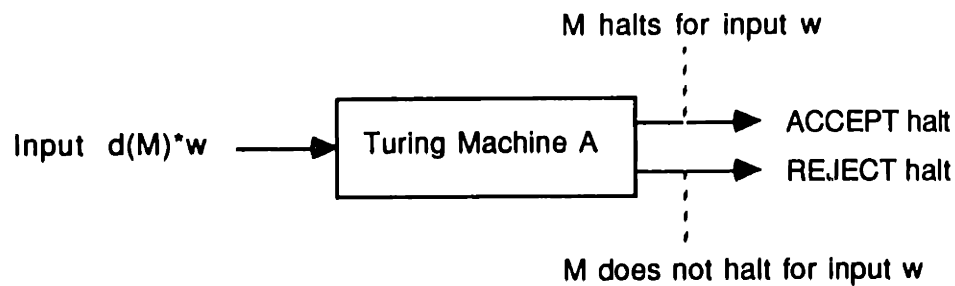 M halts for input w
Input d(M)*w
Turing Machine A
ACCEPT halt
REJECT halt
M does not halt for input w